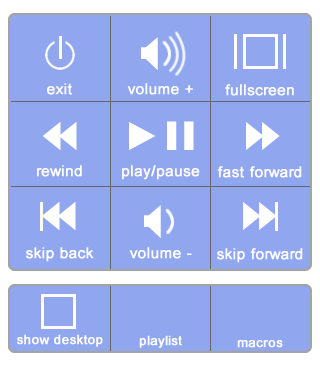 exit
volume +
fullscreen
rewind
play/pause
fast forward
skip back
volume -
skip forward
show desktop
playlist
macros